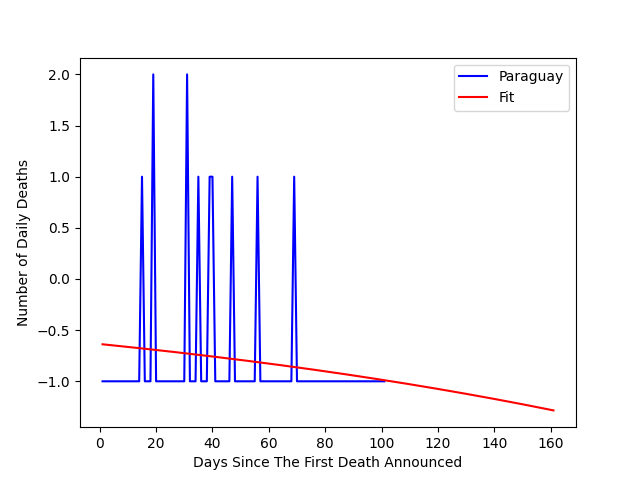 Paraguay
Fit
Number of Daily Deaths
2.0
1.5
1.0
0.5
0.0
−0.5
−1.0
0 20 40 60 80 100 120 140 160
Days Since The First Death Announced